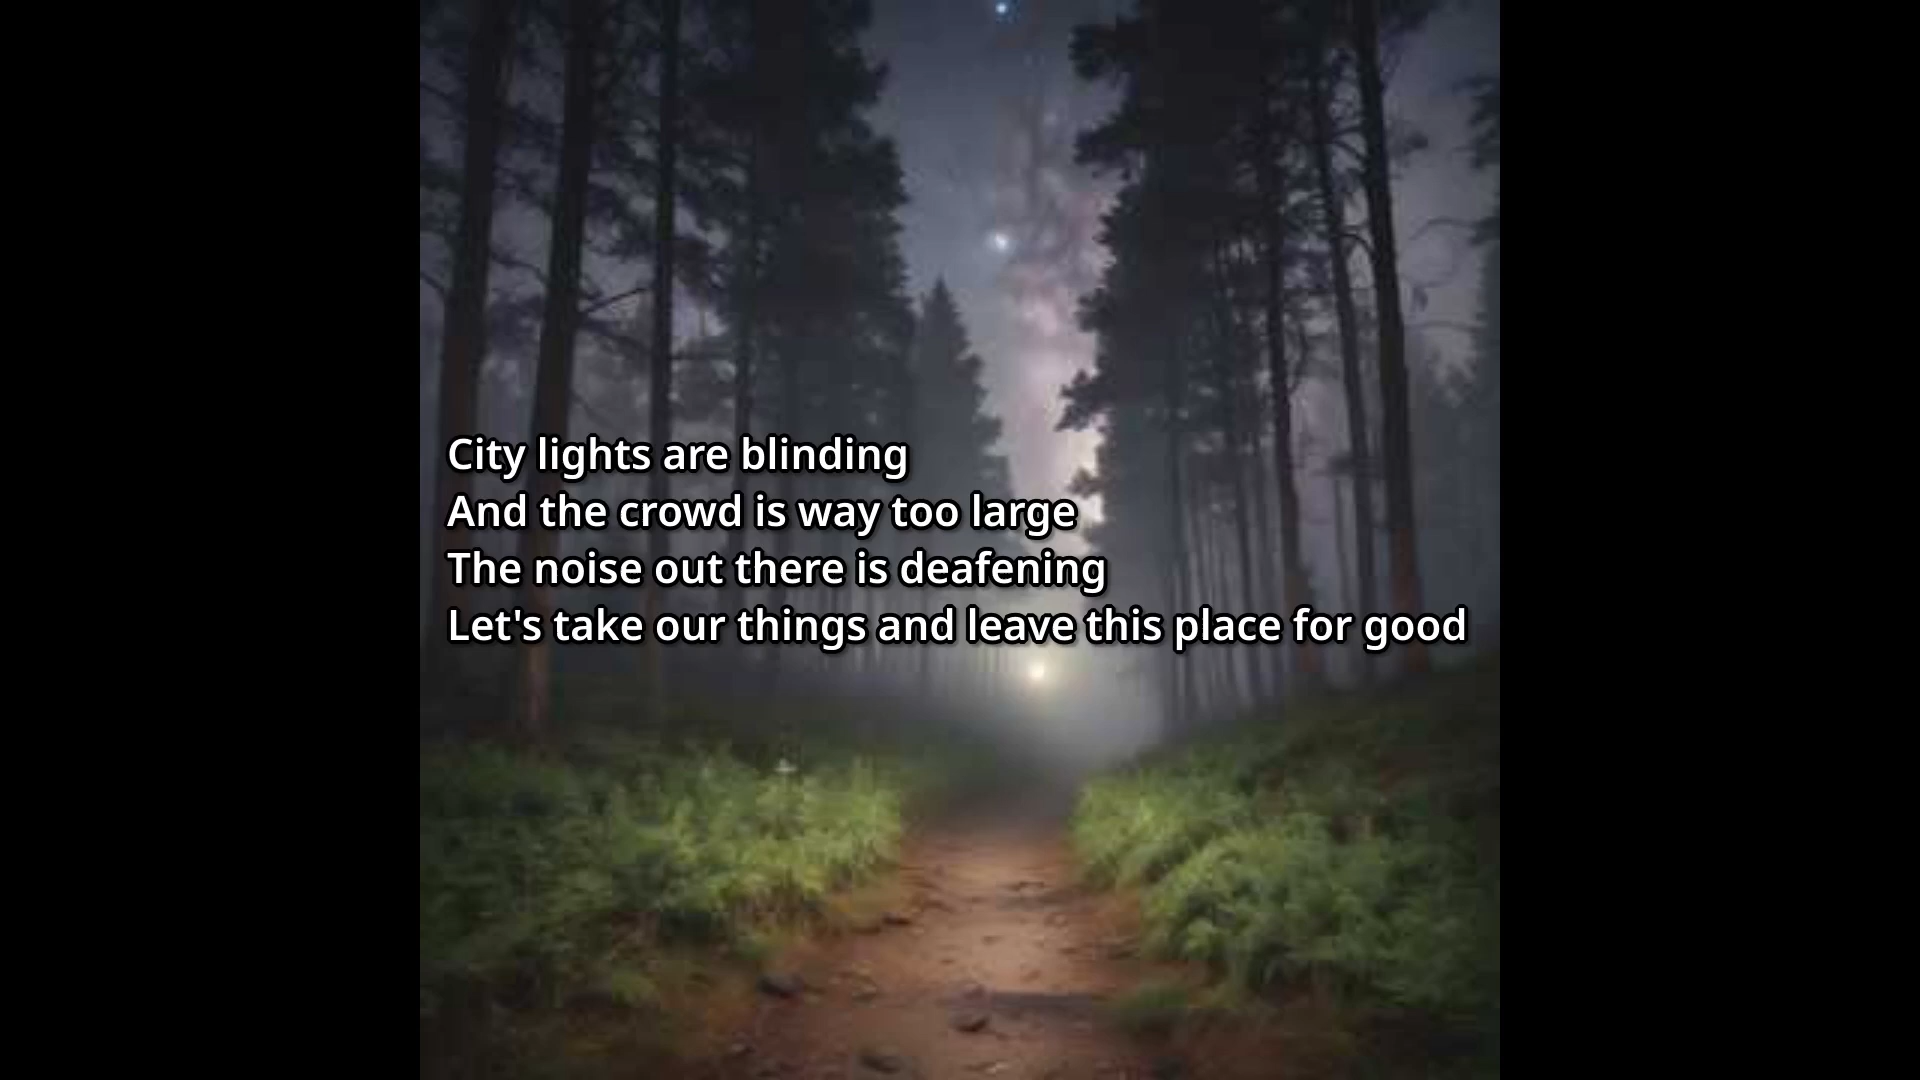 City lights are blinding
And the crowd is way too large
The noise out there is deafening
Let's take our things and leave this place for good